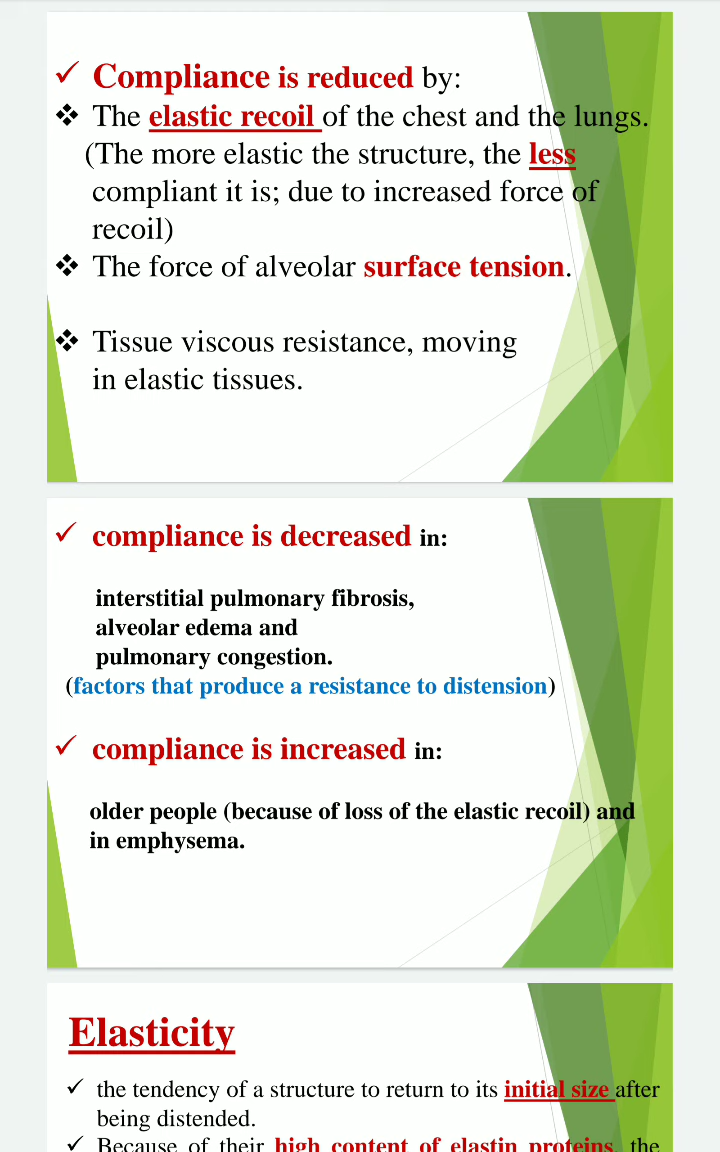 ✓ Compliance is reduced by:
❖ The elastic recoil of the chest and the lungs.
(The more elastic the structure, the less
compliant it is; due to increased force of
recoil)
❖ The force of alveolar surface tension.
❖ Tissue viscous resistance, moving
in elastic tissues.
✓ compliance is decreased in:
interstitial pulmonary fibrosis,
alveolar edema and
pulmonary congestion.
(factors that produce a resistance to distension)
✓ compliance is increased in:
older people (because of loss of the elastic recoil) and
in emphysema.
Elasticity
✓ the tendency of a structure to return to its initial size after
being distended.
✓ Because of their high content of elastin proteins, the